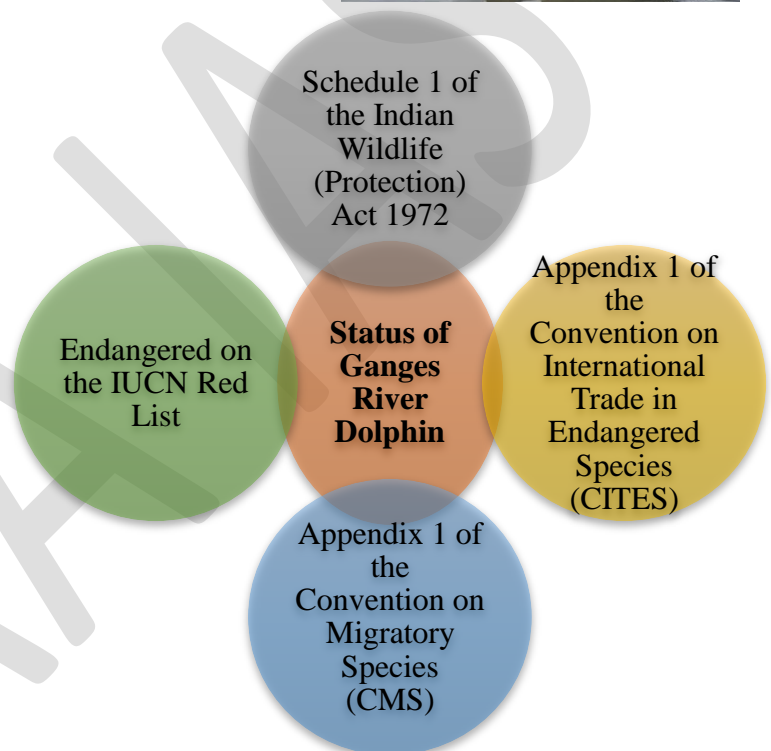 Schedule 1 of
the Indian
Wildlife
(Protection)
Act 1972
Endangered on
the IUCN Red
List
Status of
Ganges
River
Dolphin
Appendix 1 of
the
Convention on
International
Trade in
Endangered
Species
(CITES)
Appendix 1 of
the
Convention on
Migratory
Species
(CMS)